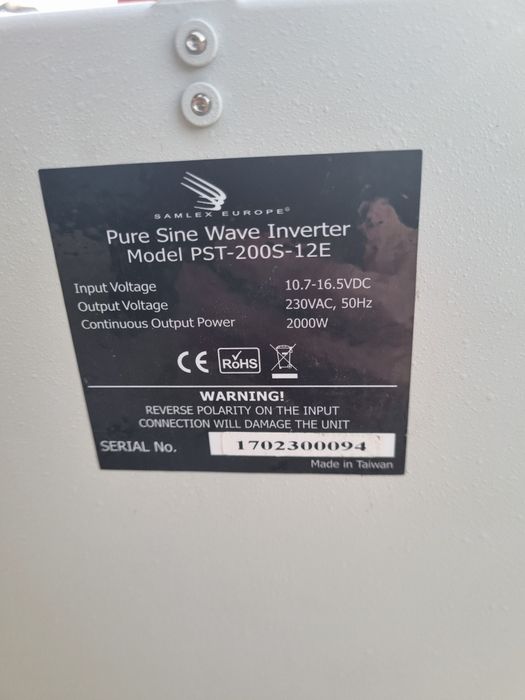 SAMLEX EUROPE®
Pure Sine Wave Inverter
Model PST-200S-12E
Input Voltage 10.7-16.5VDC
Output Voltage 230VAC, 50Hz
Continuous Output Power 2000W
CE RoHS
WARNING!
REVERSE POLARITY ON THE INPUT
CONNECTION WILL DAMAGE THE UNIT
SERIAL No. 1702300094
Made in Taiwan